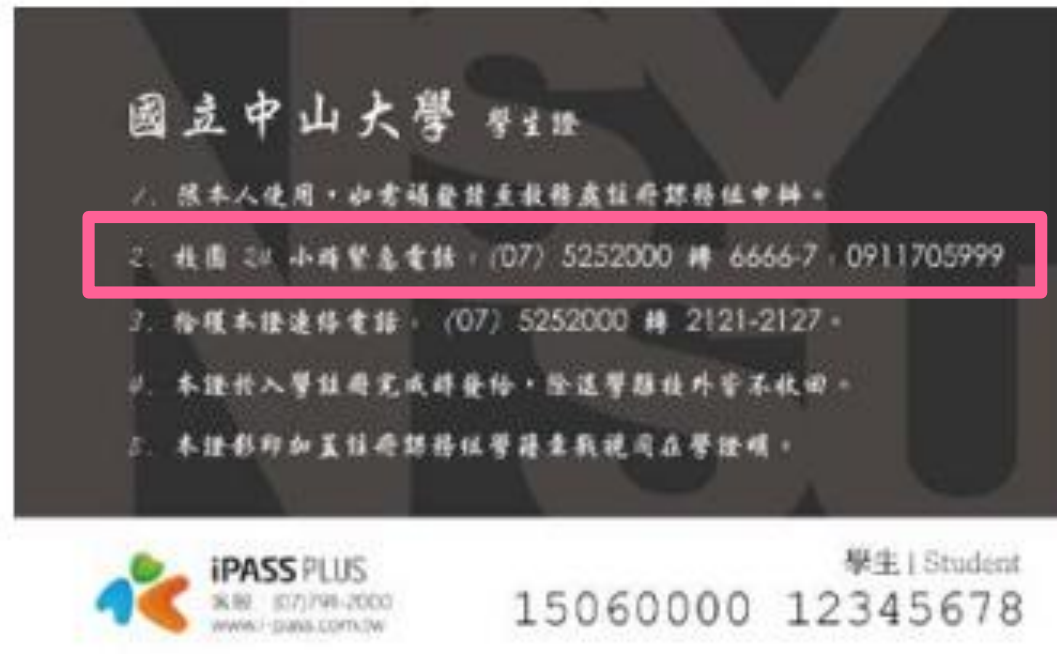 國立中山大學 學生證
1. 限本人使用,如需補發請至教務處註冊課務組申辦。
2. 校園 24 小時緊急電話:(07) 5252000 轉 6666-7,0911705999
3. 拾獲本證連絡電話: (07) 5252000 轉 2121-2127。
4. 本證於入學註冊完成時發給,除退學離校外皆不收回。
5. 本證影印加蓋註冊課務組學籍章戳視同在學證明。
NSYSU
iPASS PLUS
客服 (07)791-2000
www.i-pass.com.tw
學生 | Student
15060000 12345678